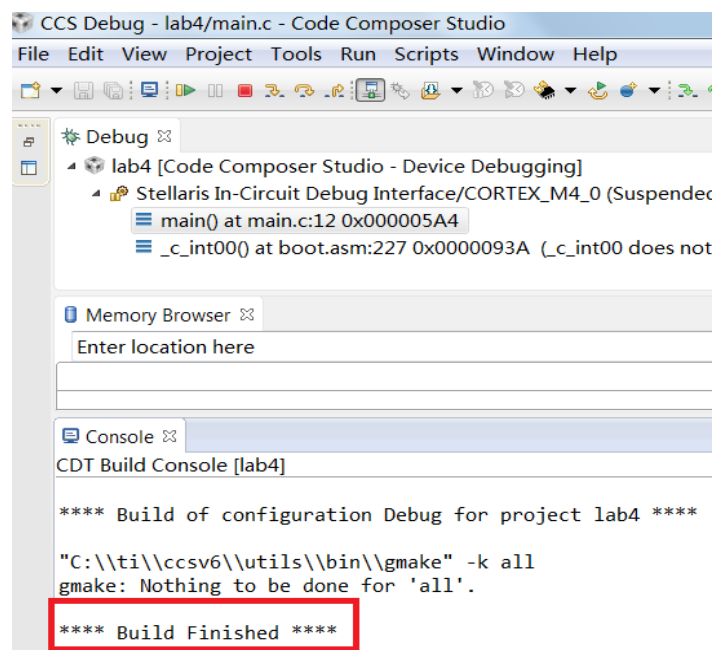 CCS Debug - lab4/main.c - Code Composer Studio
File Edit View Project Tools Run Scripts Window Help
Debug
lab4 [Code Composer Studio - Device Debugging]
Stellaris In-Circuit Debug Interface/CORTEX_M4_0 (Suspended
main() at main.c:12 0x000005A4
_c_int00() at boot.asm:227 0x0000093A (_c_int00 does not
Memory Browser
Enter location here
Console
CDT Build Console [lab4]
**** Build of configuration Debug for project lab4 ****
"C:\\ti\\ccsv6\\utils\\bin\\gmake" -k all
gmake: Nothing to be done for 'all'.
**** Build Finished ****